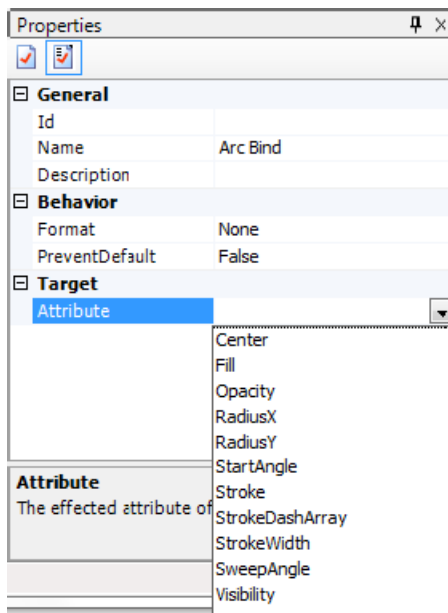 Properties
General
Id
Name Arc Bind
Description
Behavior
Format None
PreventDefault False
Target
Attribute
Center
Fill
Opacity
RadiusX
RadiusY
StartAngle
Stroke
StrokeDashArray
StrokeWidth
SweepAngle
Visibility
Attribute
The effected attribute of